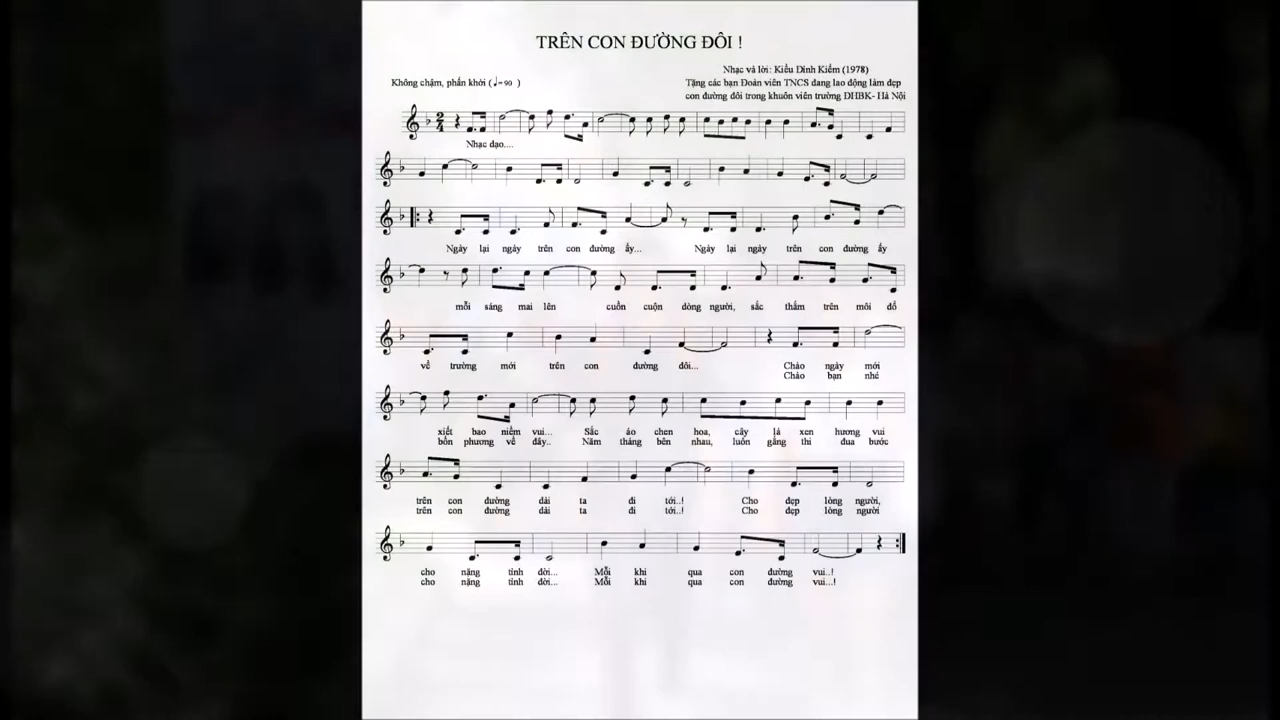 TRÊN CON ĐƯỜNG ĐÔI !
Nhạc và lời: Kiều Đình Kiểm (1978)
Không chậm, phấn khởi ( ♩=90 )
Tặng các bạn Đoàn viên TNCS đang lao động làm đẹp
con đường đôi trong khuôn viên trường ĐHBK- Hà Nội
2
4
Nhạc dạo....
Ngày lại ngày trên con đường ấy... Ngày lại ngày trên con đường ấy
mỗi sáng mai lên cuồn cuộn dòng người, sắc thắm trên môi đổ
về trường mới trên con đường đôi... Chào ngày mới
Chào bạn nhé
xiết bao niềm vui... Sắc áo chen hoa, cây lá xen hương vui
bốn phương về đây.. Năm tháng bên nhau, luôn gắng thi đua bước
trên con đường dài ta đi tới..! Cho đẹp lòng người,
trên con đường dài ta đi tới..! Cho đẹp lòng người
cho nặng tình đời... Mỗi khi qua con đường vui..!
cho nặng tình đời... Mỗi khi qua con đường vui...!